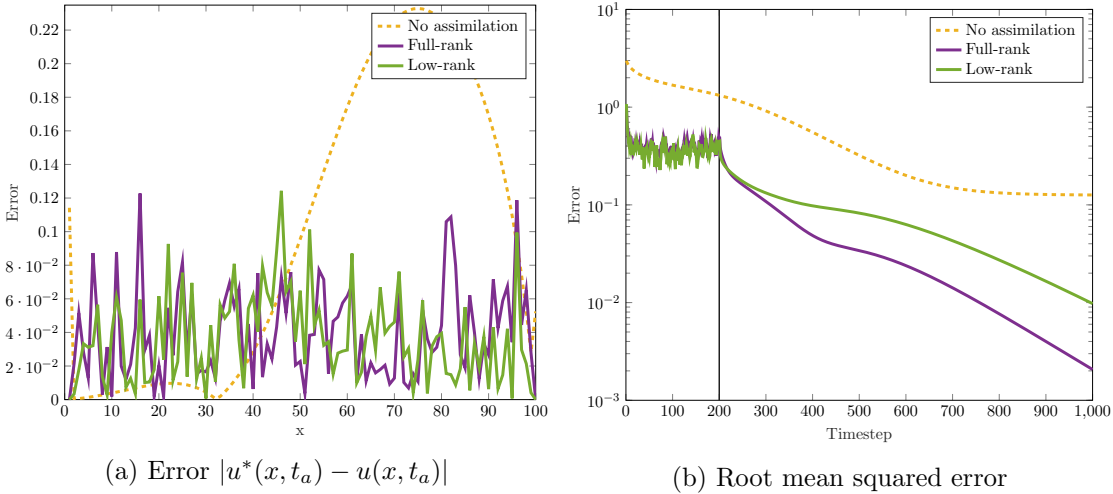 0.22
0.2
0.18
0.16
0.14
0.12
0.1
8 · 10⁻²
6 · 10⁻²
4 · 10⁻²
2 · 10⁻²
0
Error
0 10 20 30 40 50 60 70 80 90 100
x
No assimilation
Full-rank
Low-rank
(a) Error |u*(x, tₐ) − u(x, tₐ)|
10¹
10⁰
10⁻¹
10⁻²
10⁻³
Error
0 100 200 300 400 500 600 700 800 900 1,000
Timestep
No assimilation
Full-rank
Low-rank
(b) Root mean squared error